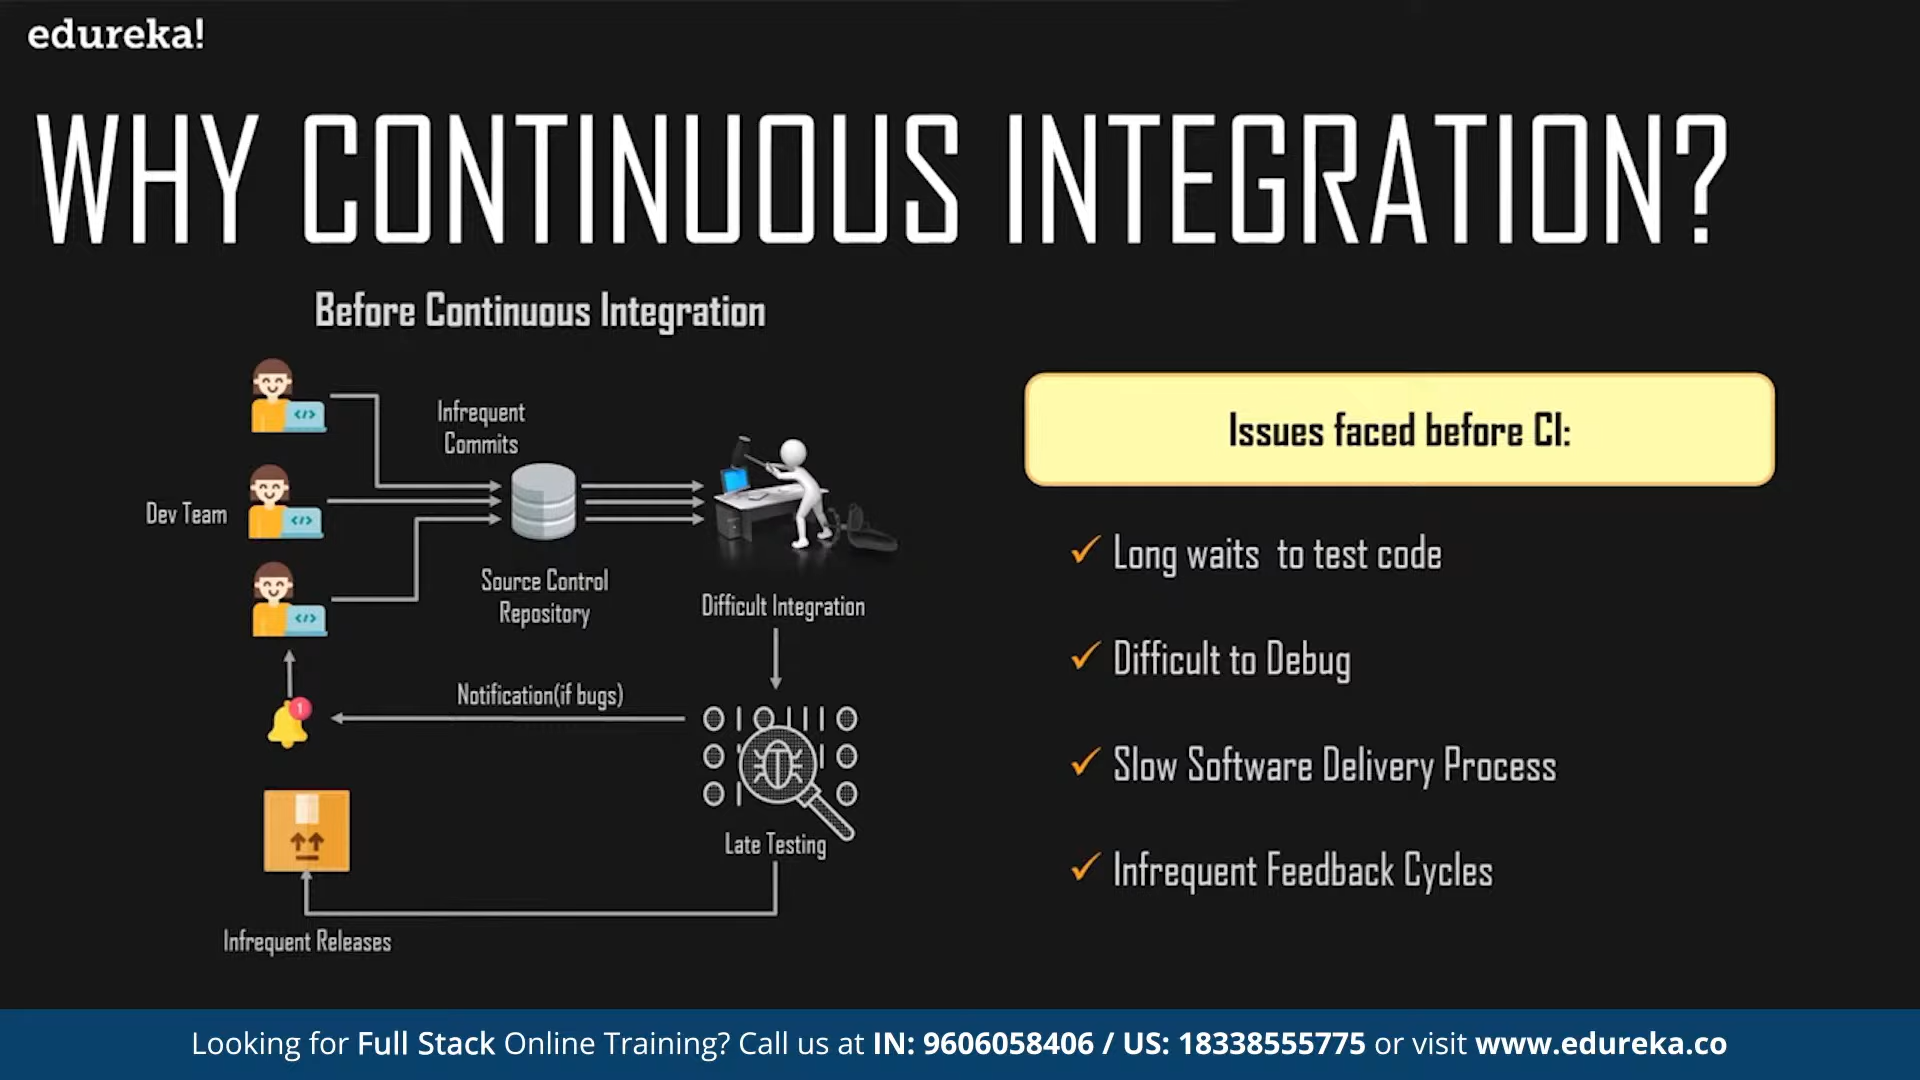 edureka!
WHY CONTINUOUS INTEGRATION?
Before Continuous Integration
Infrequent
Commits
Dev Team
</>
</>
</>
Source Control
Repository
Difficult Integration
Notification(if bugs)
1
Late Testing
Infrequent Releases
Issues faced before CI:
Long waits to test code
Difficult to Debug
Slow Software Delivery Process
Infrequent Feedback Cycles
Looking for Full Stack Online Training? Call us at IN: 9606058406 / US: 18338555775 or visit www.edureka.co